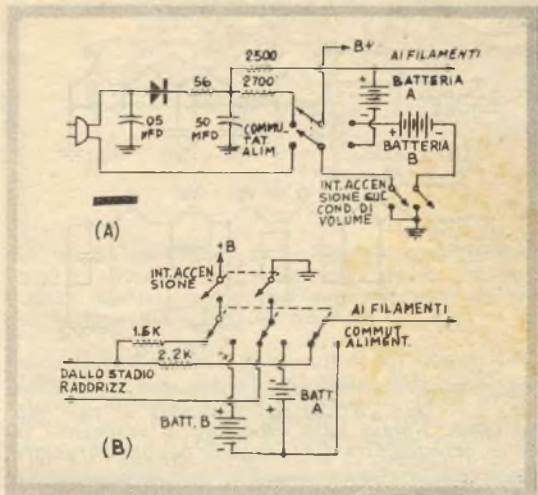 B+
2500
AI FILAMENTI
56
2700
+
BATTERIA
A
-
.05
MFD
50
MFD
COMMU_
TAT
ALIM.
-
+
-
BATTERIA
B
INT. ACCEN
SIONE SUL
COND. DI
VOLUME
(A)
+B
INT. ACCEN
SIONE
AI FILAMENTI
COMMUT.
ALIMENT.
1.5K
2.2K
DALLO STADIO
RADDRIZZ.
-
BATT.
A
+
BATT. B
+
-
(B)